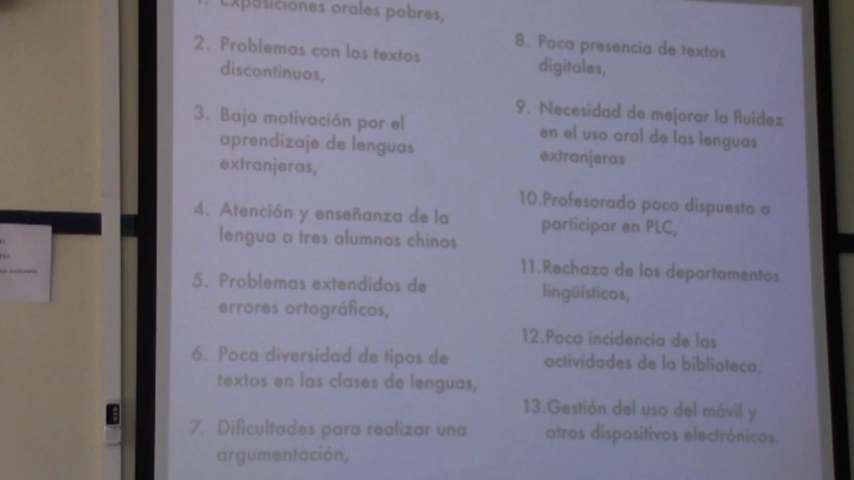 1. Exposiciones orales pobres,
2. Problemas con los textos
discontinuos,
3. Baja motivación por el
aprendizaje de lenguas
extranjeras,
4. Atención y enseñanza de la
lengua a tres alumnos chinos
5. Problemas extendidos de
errores ortográficos,
6. Poca diversidad de tipos de
textos en las clases de lenguas,
7. Dificultades para realizar una
argumentación,
8. Poca presencia de textos
digitales,
9. Necesidad de mejorar la fluidez
en el uso oral de las lenguas
extranjeras
10.Profesorado poco dispuesto a
participar en PLC,
11.Rechazo de los departamentos
lingüísticos,
12.Poca incidencia de las
actividades de la biblioteca,
13.Gestión del uso del móvil y
otros dispositivos electrónicos.